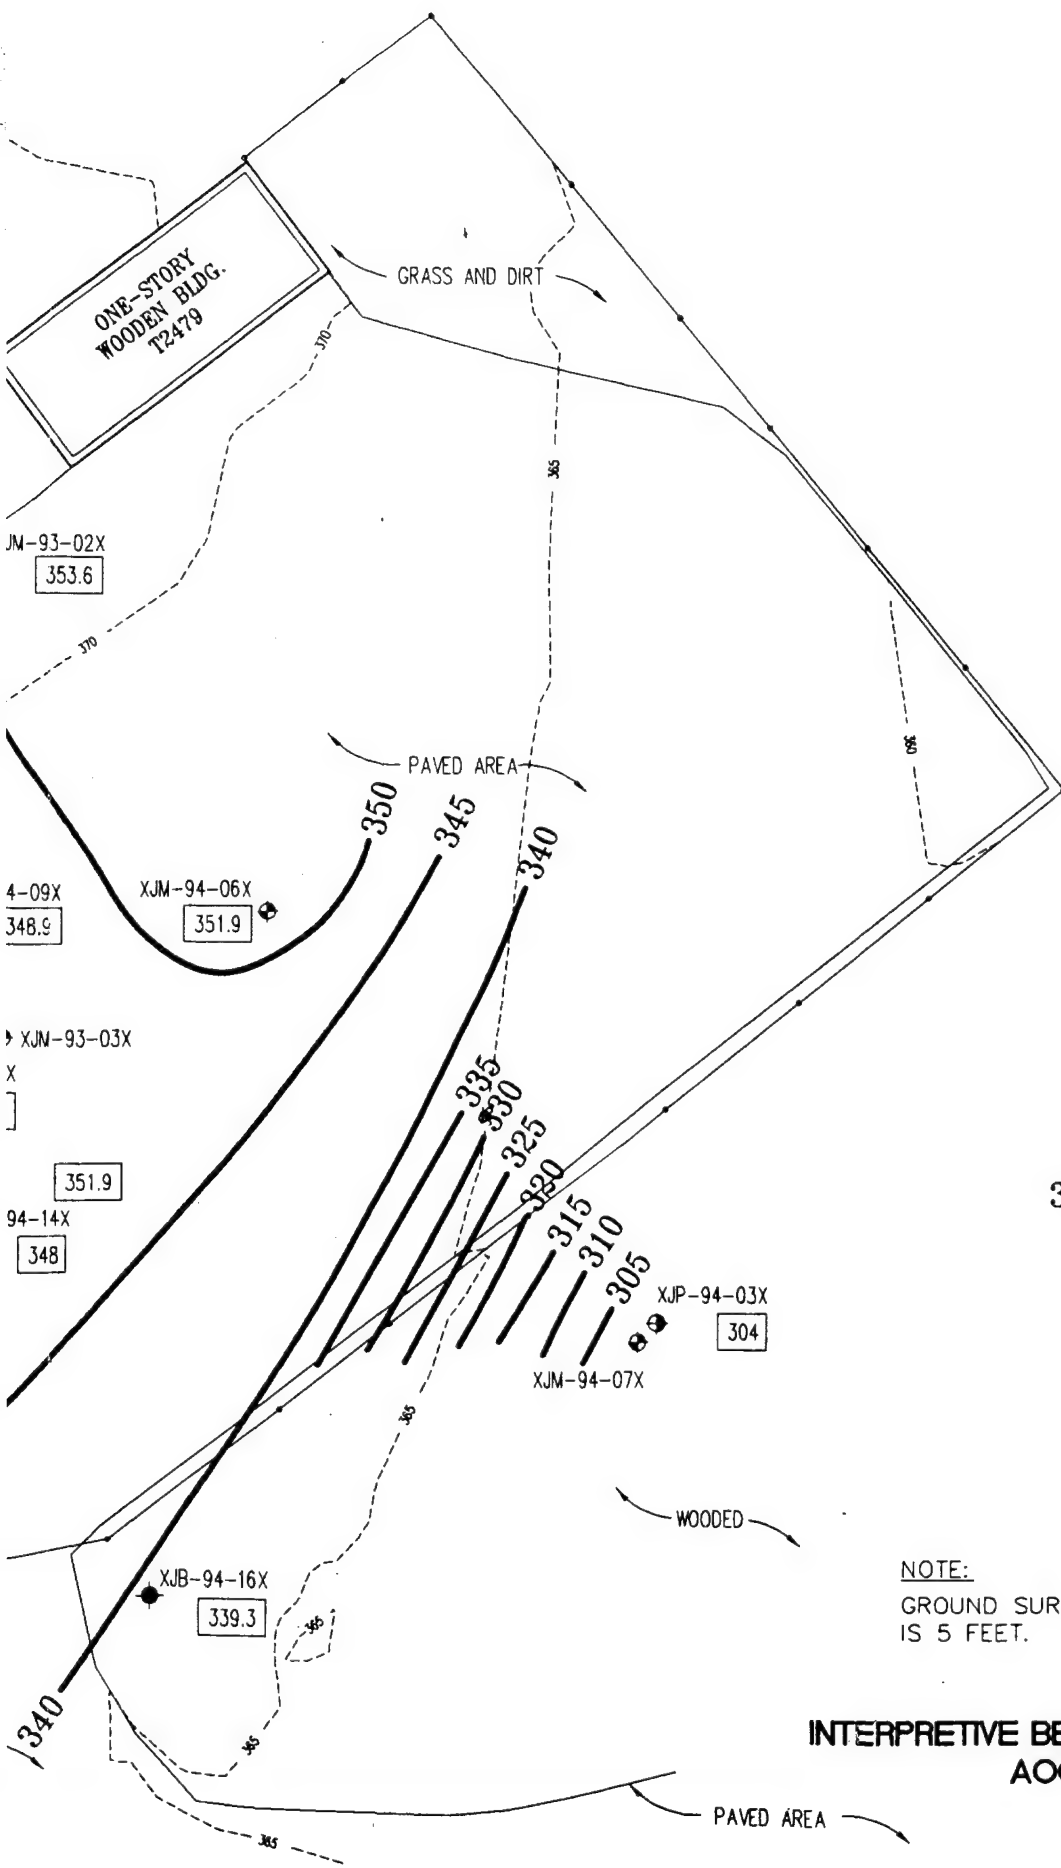 ONE-STORY
WOODEN BLDG.
T2479
GRASS AND DIRT
370
365
JM-93-02X
353.6
370
360
PAVED AREA
350
345
340
4-09X
348.9
XJM-94-06X
351.9
XJM-93-03X
X
335
330
325
320
315
310
305
351.9
94-14X
348
3
XJP-94-03X
304
XJM-94-07X
365
WOODED
XJB-94-16X
339.3
365
NOTE:
GROUND SUR
IS 5 FEET.
340
365
INTERPRETIVE BE
AO
PAVED AREA
365